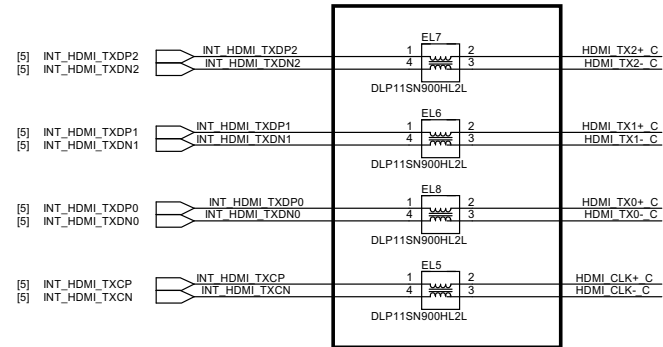 EL7
[5] INT_HDMI_TXDP2 INT_HDMI_TXDP2 1 2 HDMI_TX2+_C
[5] INT_HDMI_TXDN2 INT_HDMI_TXDN2 4 3 HDMI_TX2-_C
DLP11SN900HL2L
EL6
[5] INT_HDMI_TXDP1 INT_HDMI_TXDP1 1 2 HDMI_TX1+_C
[5] INT_HDMI_TXDN1 INT_HDMI_TXDN1 4 3 HDMI_TX1-_C
DLP11SN900HL2L
EL8
[5] INT_HDMI_TXDP0 INT_HDMI_TXDP0 1 2 HDMI_TX0+_C
[5] INT_HDMI_TXDN0 INT_HDMI_TXDN0 4 3 HDMI_TX0-_C
DLP11SN900HL2L
EL5
[5] INT_HDMI_TXCP INT_HDMI_TXCP 1 2 HDMI_CLK+_C
[5] INT_HDMI_TXCN INT_HDMI_TXCN 4 3 HDMI_CLK-_C
DLP11SN900HL2L